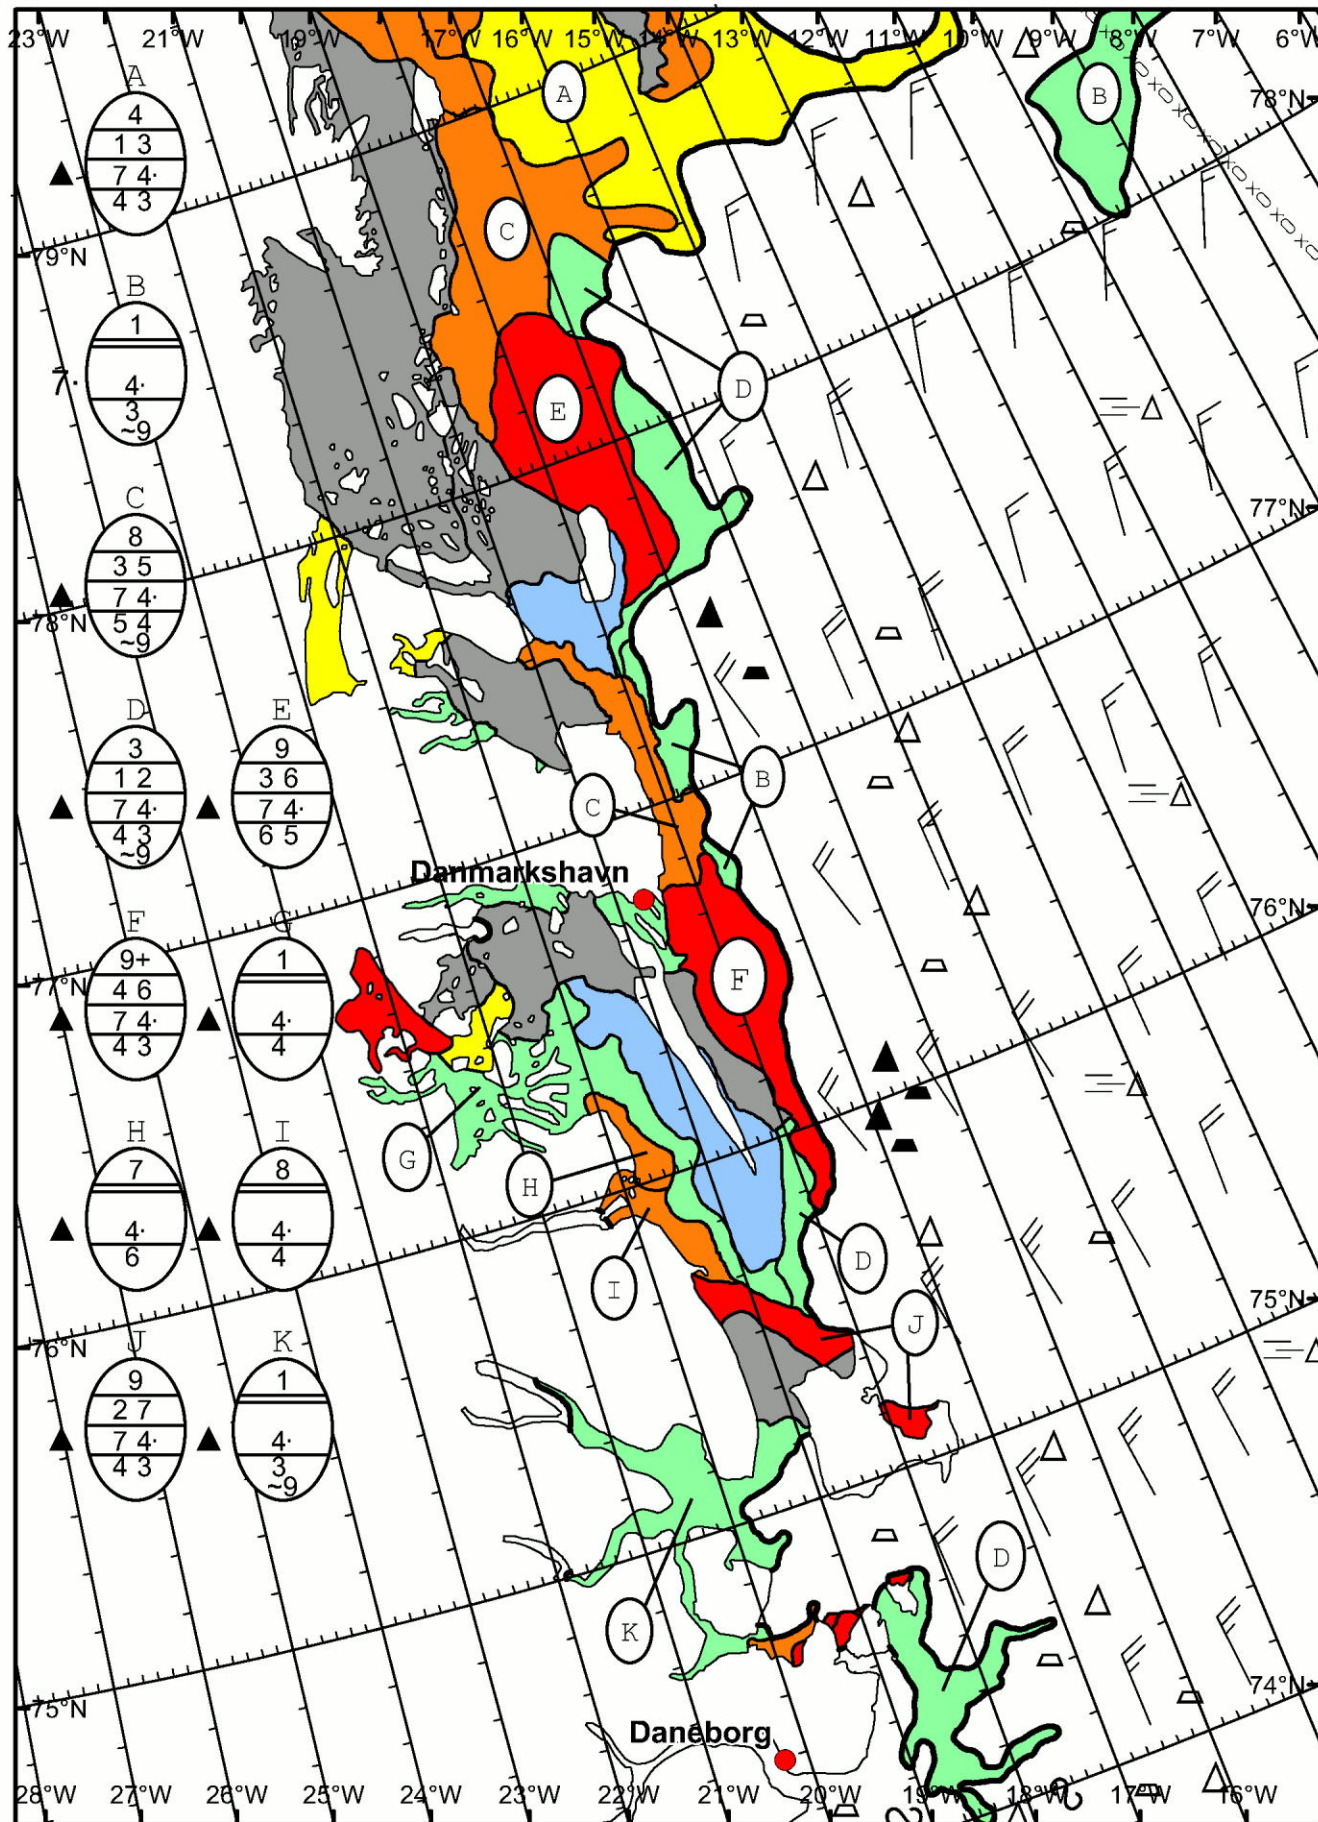 23°W 21°W 19°W 17°W 16°W 15°W 14°W 13°W 12°W 11°W 10°W 9°W 8°W 7°W 6°W
A
4
1 3
7 4·
4 3
A
B
78°N
79°N
C
B
1
7·
4·
3
~9
D
E
77°N
C
8
3 5
7 4·
5 4
~9
78°N
D E
3 9
1 2 3 6
7 4· 7 4·
4 3 6 5
~9
B
C
Danmarkshavn
76°N
F G
9+ 1
4 6
7 4· 4·
4 3 4
F
77°N
H I
7 8
4· 4·
6 4
G
H
D
I
75°N
J
76°N
J K
9 1
2 7
7 4· 4·
4 3 3
~9
D
K
74°N
75°N
Daneborg
28°W 27°W 26°W 25°W 24°W 23°W 22°W 21°W 20°W 19°W 18°W 17°W 16°W